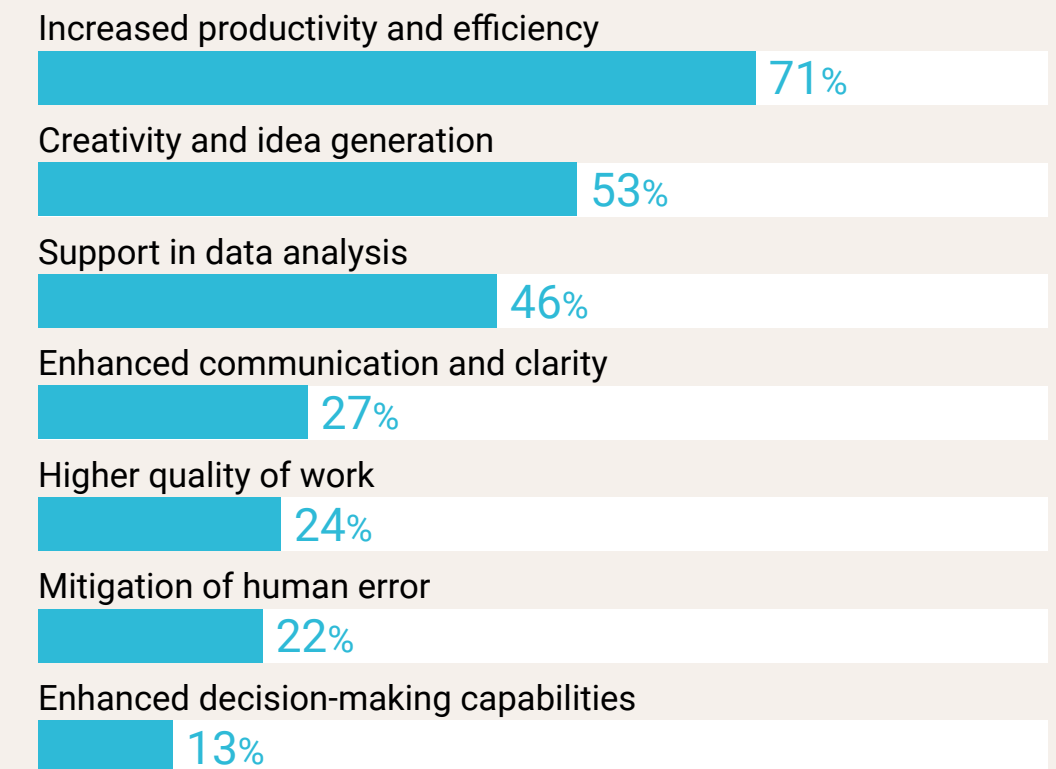 Increased productivity and efficiency
71%
Creativity and idea generation
53%
Support in data analysis
46%
Enhanced communication and clarity
27%
Higher quality of work
24%
Mitigation of human error
22%
Enhanced decision-making capabilities
13%